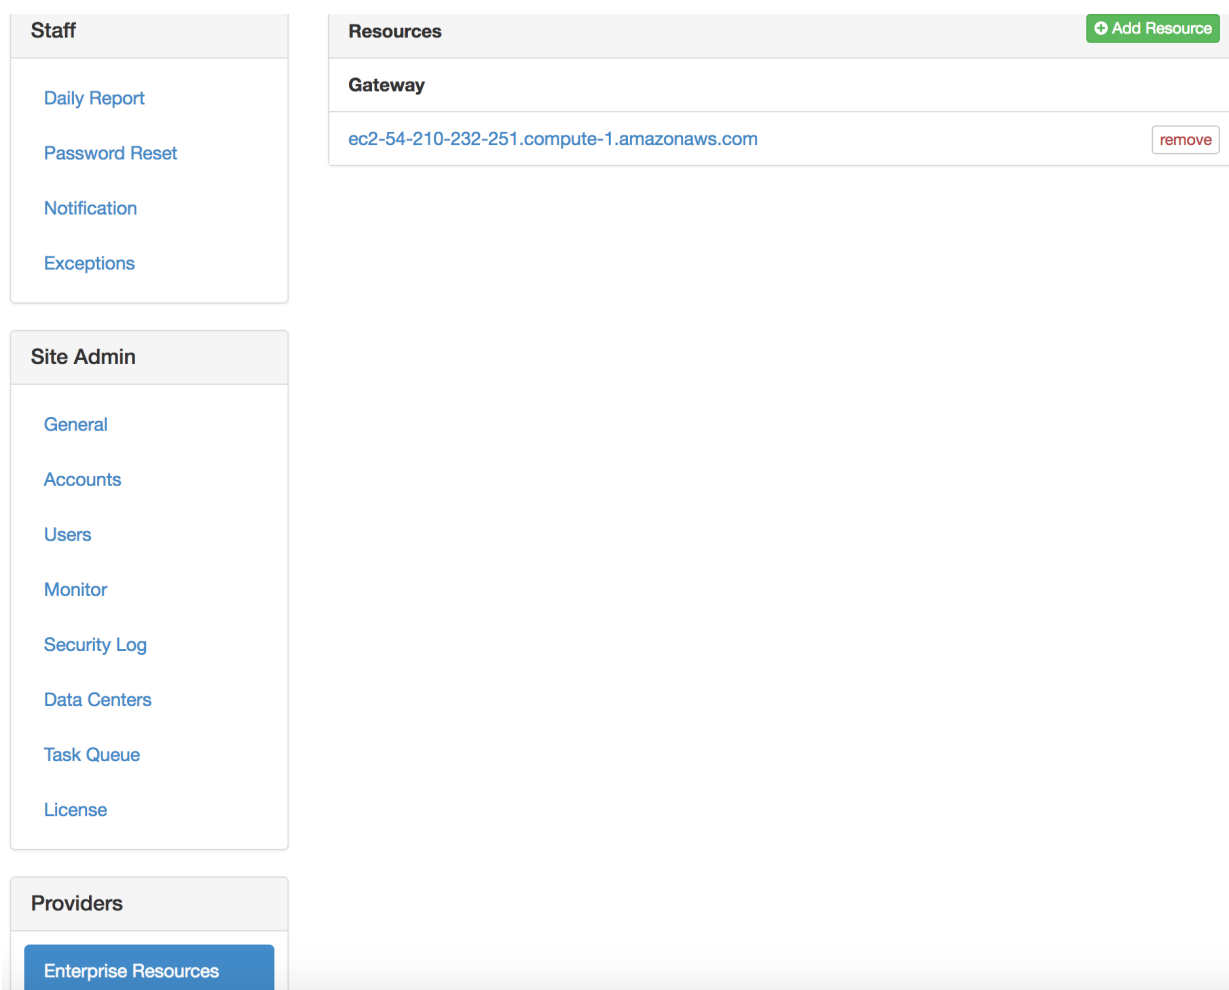 Staff
Daily Report
Password Reset
Notification
Exceptions
Site Admin
General
Accounts
Users
Monitor
Security Log
Data Centers
Task Queue
License
Providers
Enterprise Resources
Resources
Add Resource
Gateway
ec2-54-210-232-251.compute-1.amazonaws.com
remove